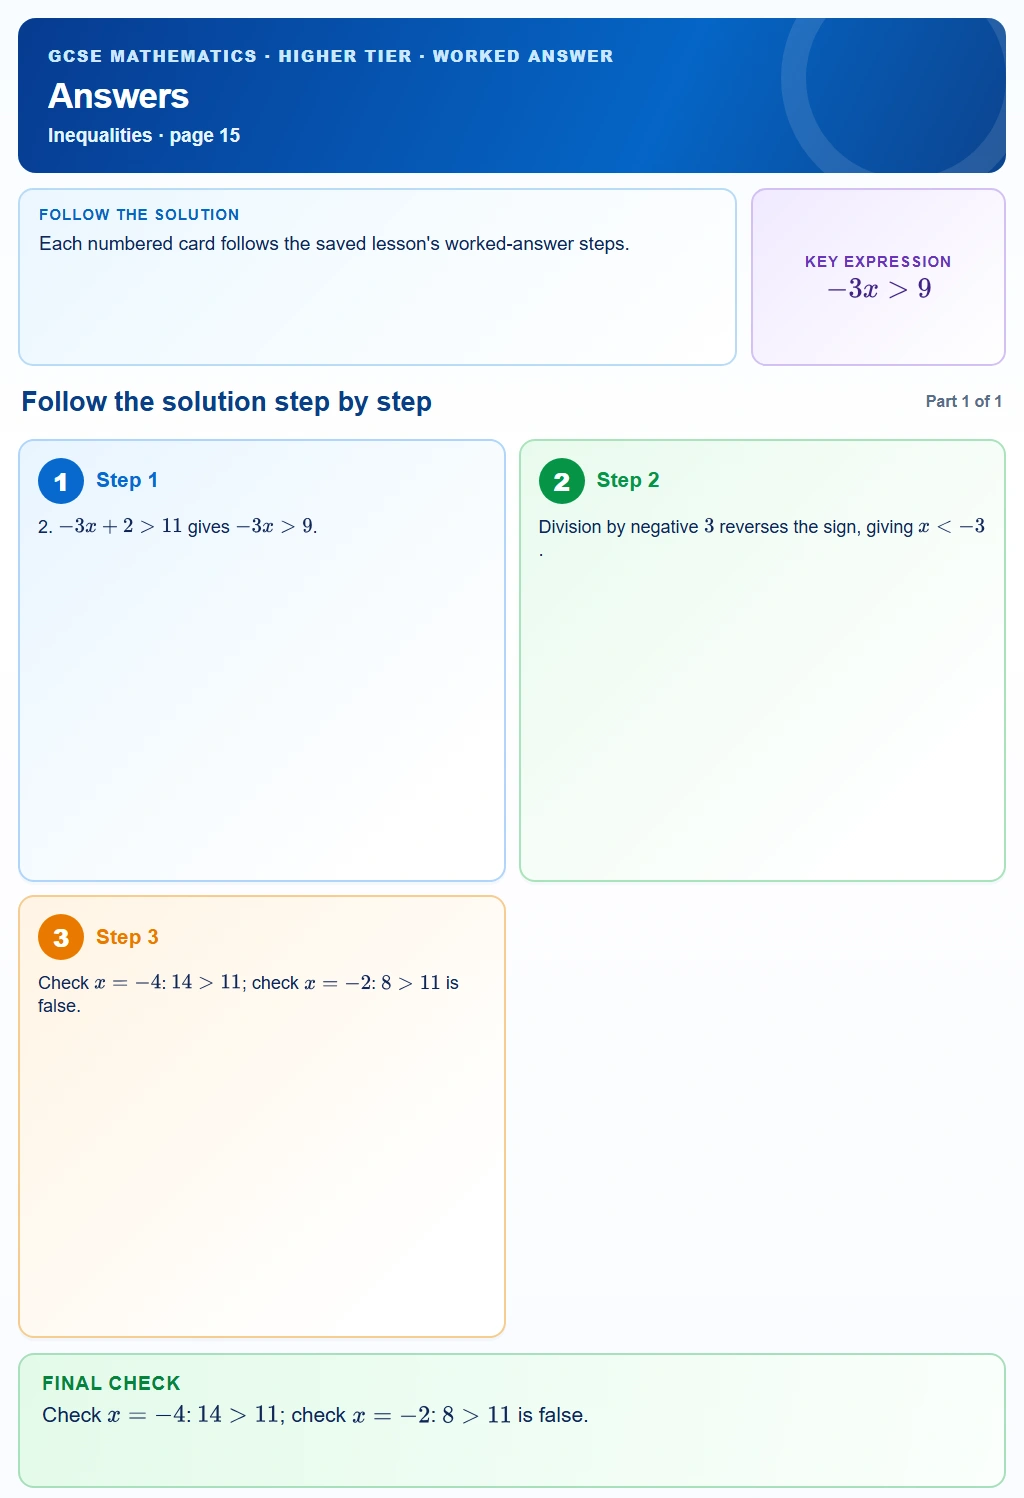 GCSE MATHEMATICS · HIGHER TIER · WORKED ANSWER
Answers
Inequalities · page 15
FOLLOW THE SOLUTION
Each numbered card follows the saved lesson's worked-answer steps.
KEY EXPRESSION
−3x > 9
Follow the solution step by step
Part 1 of 1
1 Step 1
2. −3x + 2 > 11 gives −3x > 9.
2 Step 2
Division by negative 3 reverses the sign, giving x < −3
.
3 Step 3
Check x = −4: 14 > 11; check x = −2: 8 > 11 is
false.
FINAL CHECK
Check x = −4: 14 > 11; check x = −2: 8 > 11 is false.